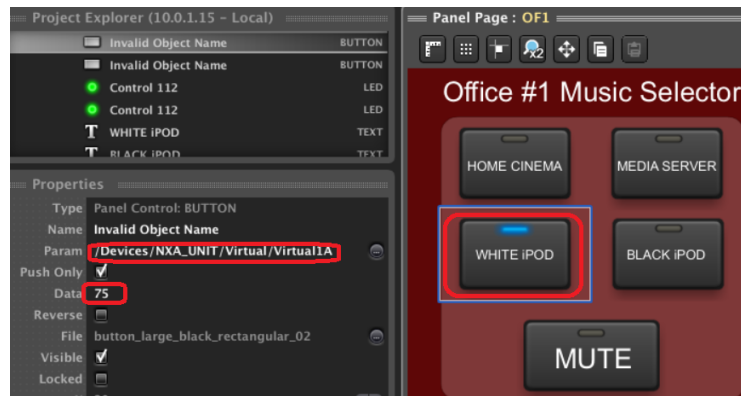 Project Explorer (10.0.1.15 – Local)
Invalid Object Name BUTTON
Invalid Object Name BUTTON
Control 112 LED
Control 112 LED
T WHITE iPOD TEXT
T BLACK iPOD TEXT
Properties
Type Panel Control: BUTTON
Name Invalid Object Name
Param /Devices/NXA_UNIT/Virtual/Virtual1A
Push Only
Data 75
Reverse
File button_large_black_rectangular_02
Visible
Locked
Panel Page : OF1
Office #1 Music Selector
HOME CINEMA MEDIA SERVER
WHITE iPOD BLACK iPOD
MUTE